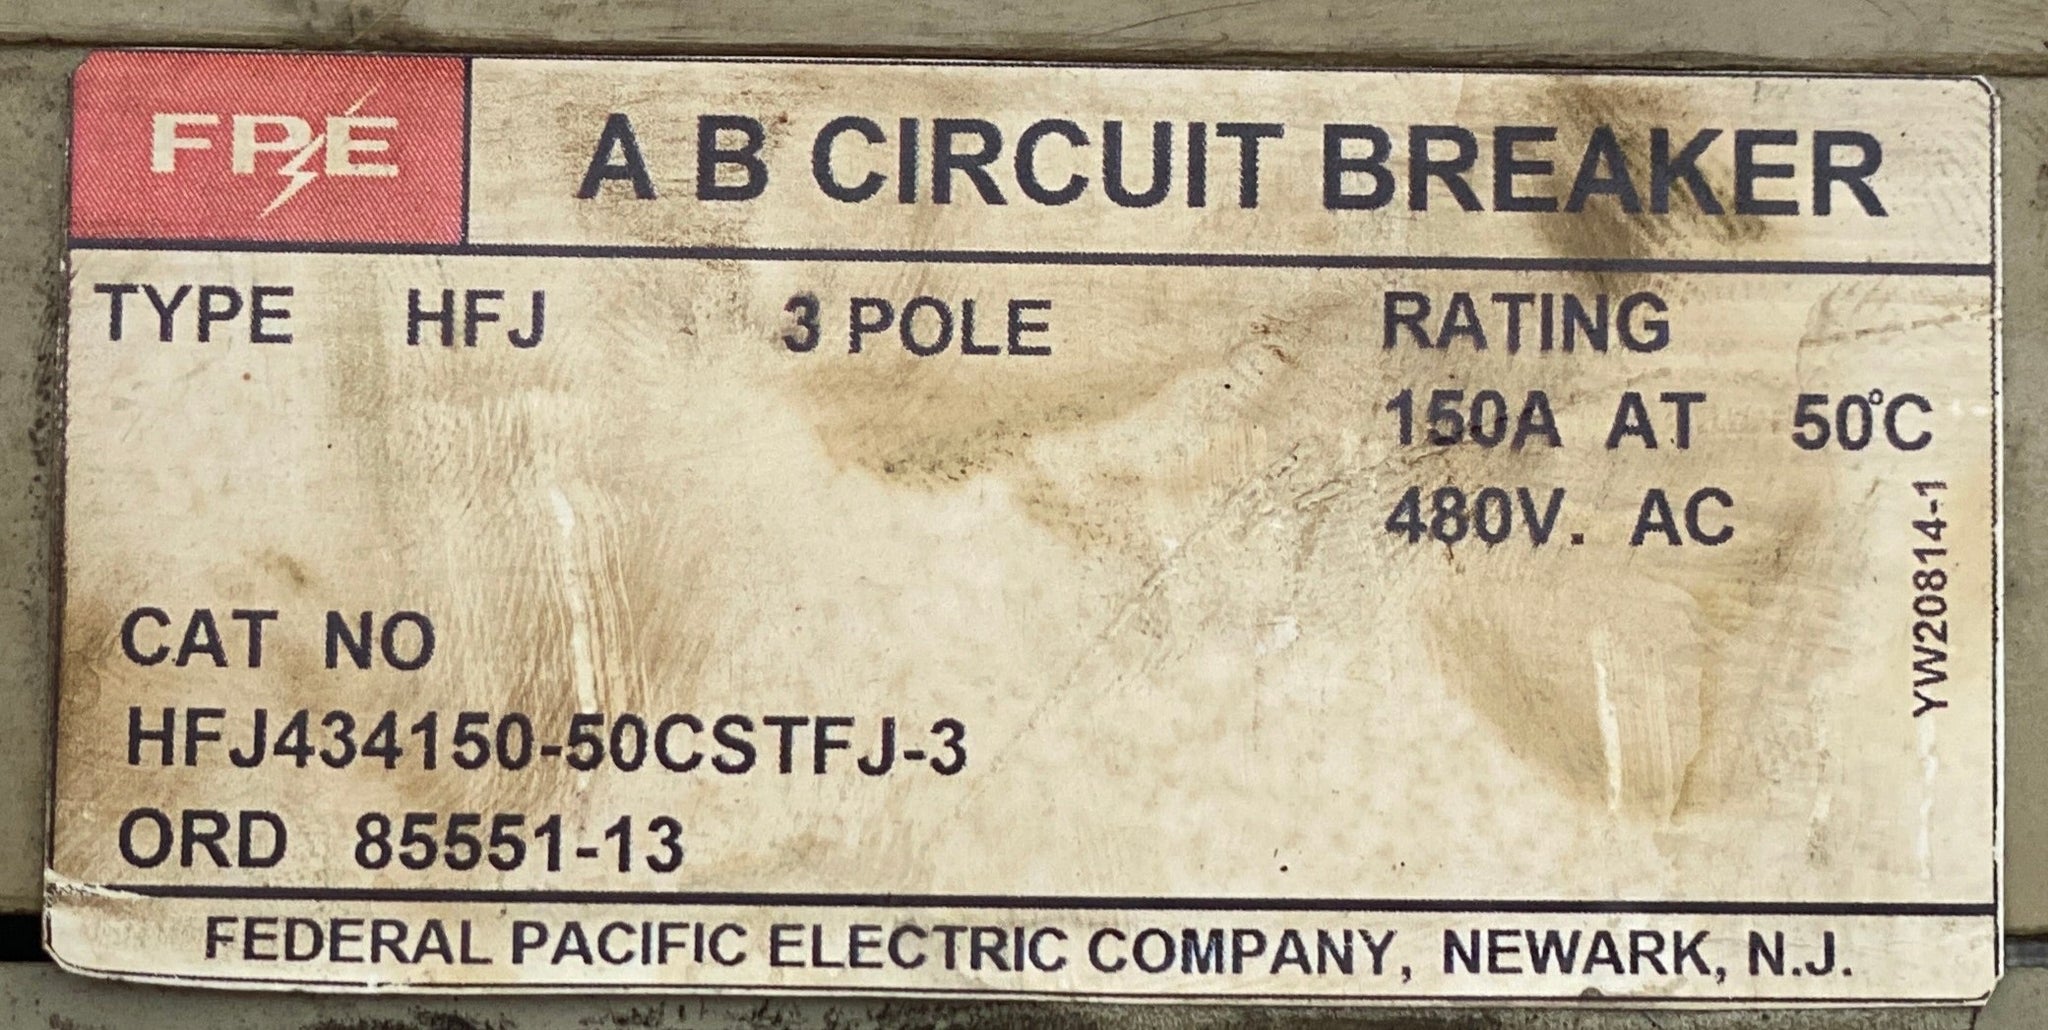 FPE
A B CIRCUIT BREAKER
TYPE HFJ 3 POLE RATING
150A AT 50°C
480V. AC
YW20814-1
CAT NO
HFJ434150-50CSTFJ-3
ORD 85551-13
FEDERAL PACIFIC ELECTRIC COMPANY, NEWARK, N.J.